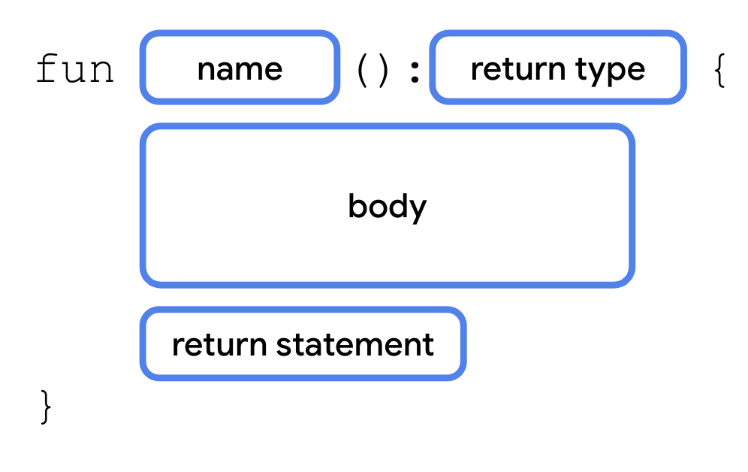 fun name () : return type {
body
return statement
}